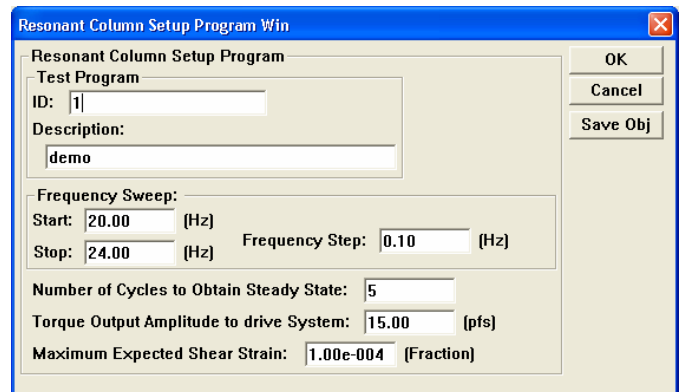 Resonant Column Setup Program Win
Resonant Column Setup Program
Test Program
ID: 1
Description:
demo
Frequency Sweep:
Start: 20.00 (Hz)
Stop: 24.00 (Hz)
Frequency Step: 0.10 (Hz)
Number of Cycles to Obtain Steady State: 5
Torque Output Amplitude to drive System: 15.00 (pfs)
Maximum Expected Shear Strain: 1.00e-004 (Fraction)
OK
Cancel
Save Obj